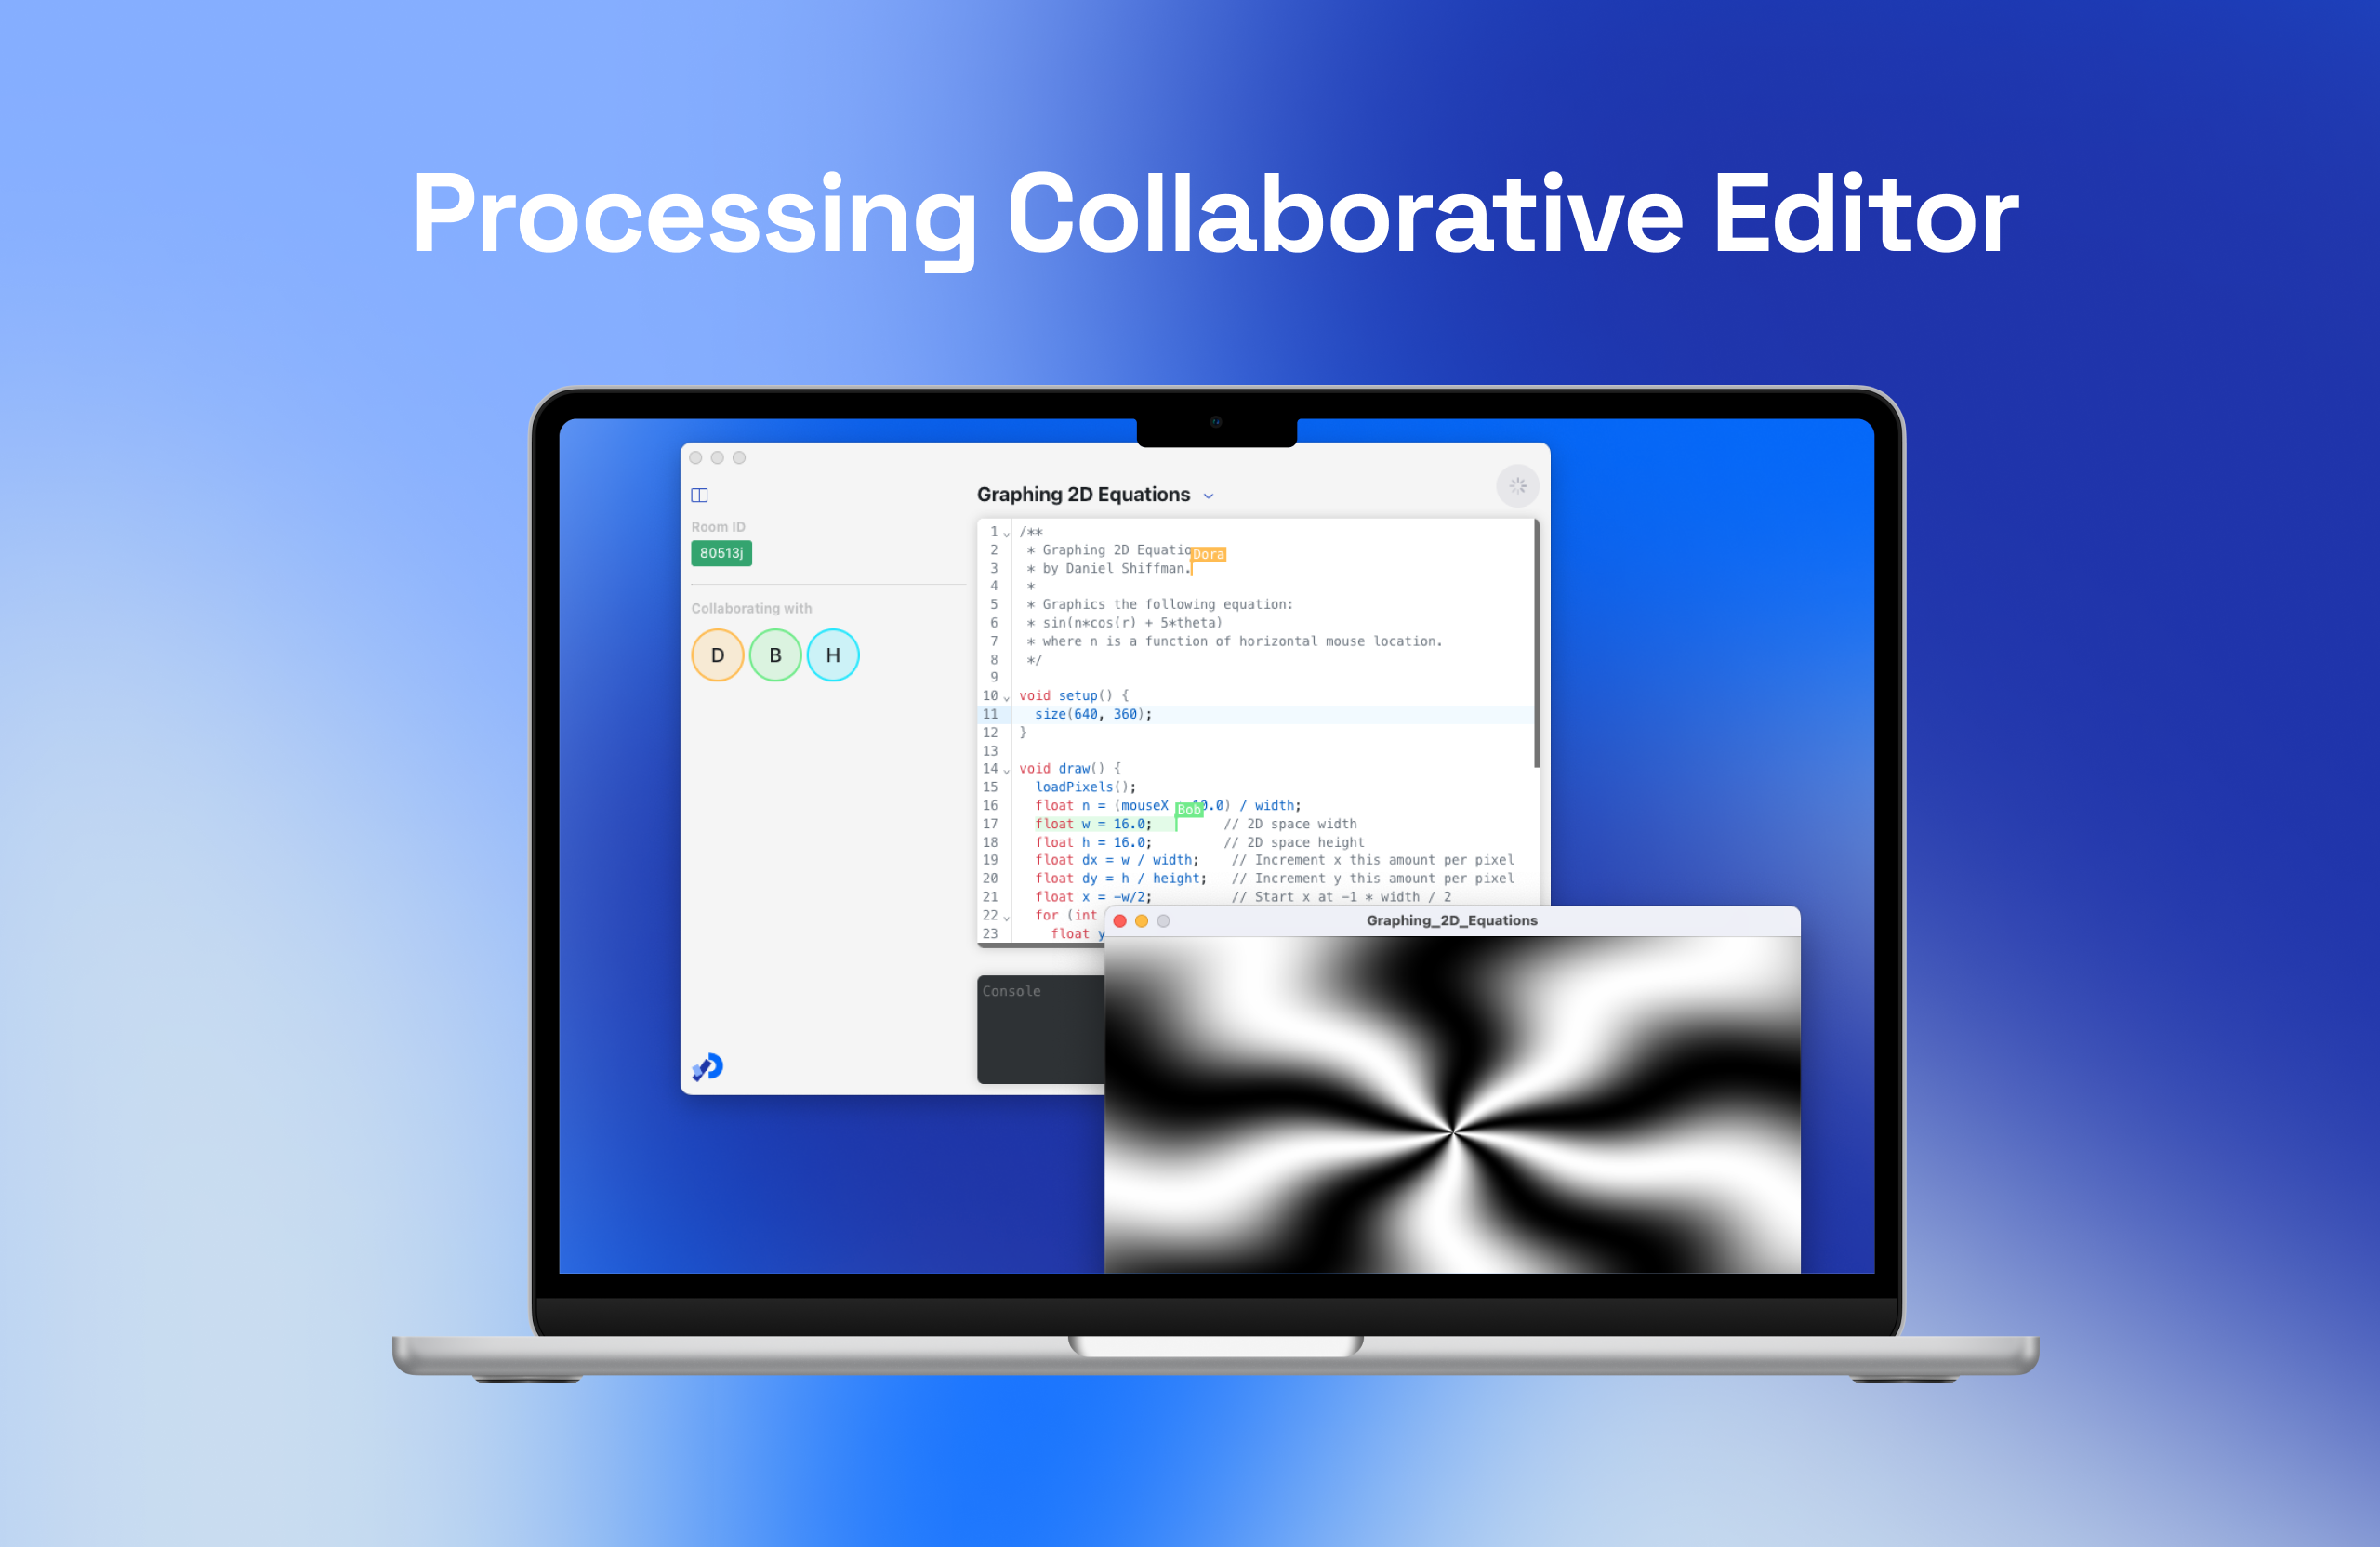 Processing Collaborative Editor
Graphing 2D Equations
Room ID
80513j
Collaborating with
D B H
1 /**
2 * Graphing 2D Equatio
Dora
3 * by Daniel Shiffman.
4 *
5 * Graphics the following equation:
6 * sin(n*cos(r) + 5*theta)
7 * where n is a function of horizontal mouse location.
8 */
9
10 void setup() {
11 size(640, 360);
12 }
13
14 void draw() {
15 loadPixels();
16 float n = (mouseX 10.0) / width;
Bob
17 float w = 16.0; // 2D space width
18 float h = 16.0; // 2D space height
19 float dx = w / width; // Increment x this amount per pixel
20 float dy = h / height; // Increment y this amount per pixel
21 float x = -w/2; // Start x at -1 * width / 2
22 for (int
23 float y
Console
Graphing_2D_Equations